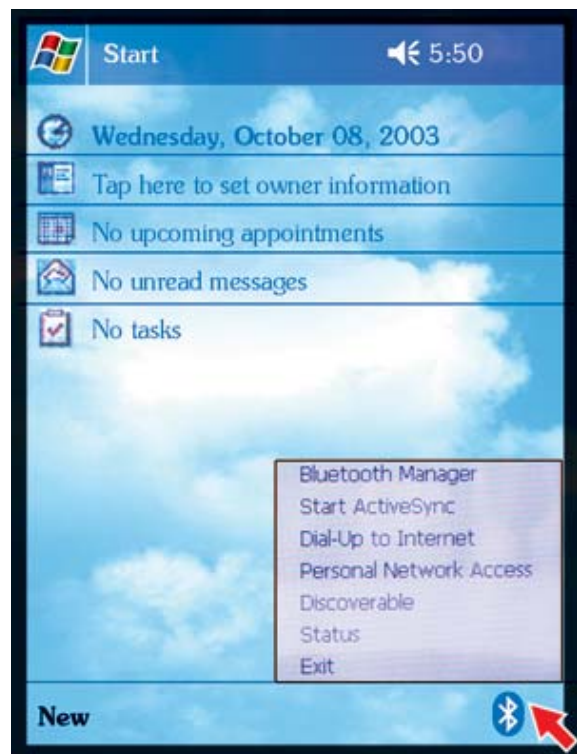 Start 5:50
Wednesday, October 08, 2003
Tap here to set owner information
No upcoming appointments
No unread messages
No tasks
Bluetooth Manager
Start ActiveSync
Dial-Up to Internet
Personal Network Access
Discoverable
Status
Exit
New